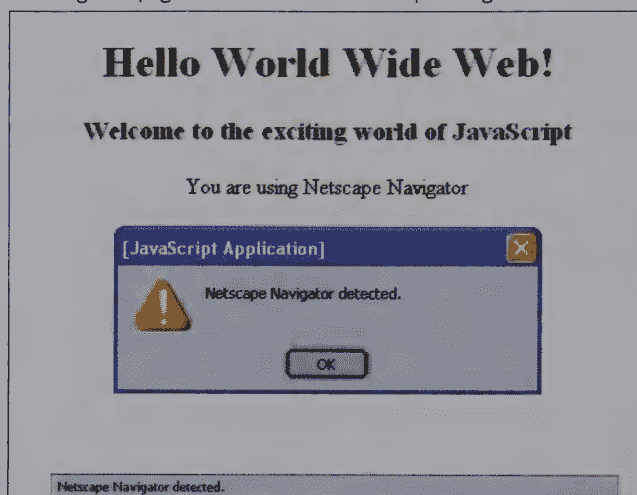 Hello World Wide Web!
Welcome to the exciting world of JavaScript
You are using Netscape Navigator
[JavaScript Application]
Netscape Navigator detected.
OK
Netscape Navigator detected.